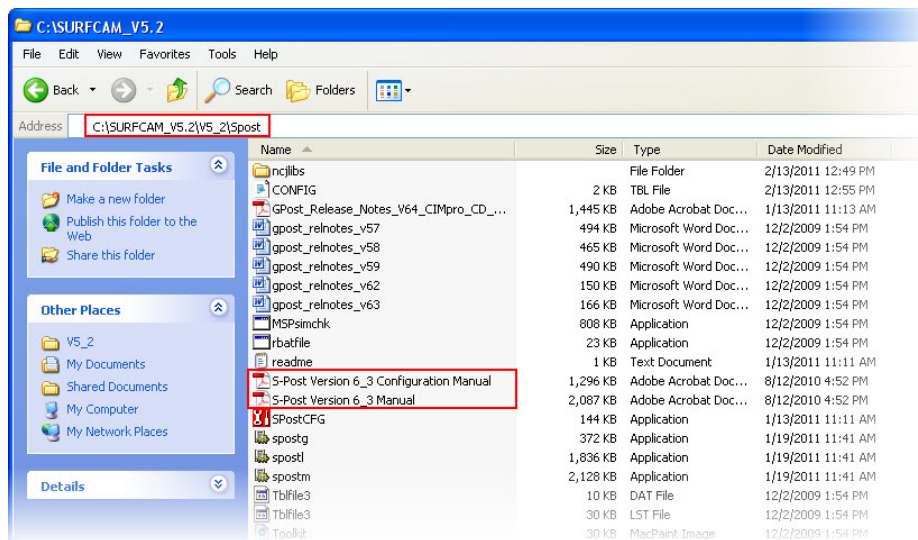 C:\SURFCAM_V5.2
File Edit View Favorites Tools Help
Back Search Folders
Address C:\SURFCAM_V5.2\V5_2\Spost
File and Folder Tasks
Make a new folder
Publish this folder to the
Web
Share this folder
Other Places
V5_2
My Documents
Shared Documents
My Computer
My Network Places
Details
Name Size Type Date Modified
ncjlibs File Folder 2/13/2011 12:49 PM
CONFIG 2 KB TBL File 2/13/2011 12:55 PM
GPost_Release_Notes_V64_CIMpro_CD_... 1,445 KB Adobe Acrobat Doc... 1/13/2011 11:13 AM
gpost_relnotes_v57 494 KB Microsoft Word Doc... 12/2/2009 1:54 PM
gpost_relnotes_v58 465 KB Microsoft Word Doc... 12/2/2009 1:54 PM
gpost_relnotes_v59 490 KB Microsoft Word Doc... 12/2/2009 1:54 PM
gpost_relnotes_v62 150 KB Microsoft Word Doc... 12/2/2009 1:54 PM
gpost_relnotes_v63 166 KB Microsoft Word Doc... 12/2/2009 1:54 PM
MSPsimchk 808 KB Application 12/2/2009 1:54 PM
rbatfile 23 KB Application 12/2/2009 1:54 PM
readme 1 KB Text Document 1/13/2011 11:11 AM
S-Post Version 6_3 Configuration Manual 1,296 KB Adobe Acrobat Doc... 8/12/2010 4:52 PM
S-Post Version 6_3 Manual 2,087 KB Adobe Acrobat Doc... 8/12/2010 4:52 PM
SPostCFG 144 KB Application 1/13/2011 11:11 AM
spostg 372 KB Application 1/19/2011 11:41 AM
spostl 1,836 KB Application 1/19/2011 11:41 AM
spostm 2,128 KB Application 1/19/2011 11:41 AM
Tblfile3 10 KB DAT File 12/2/2009 1:54 PM
Tblfile3 30 KB LST File 12/2/2009 1:54 PM
Toolkit 30 KB MacPaint Image 12/2/2009 1:54 PM